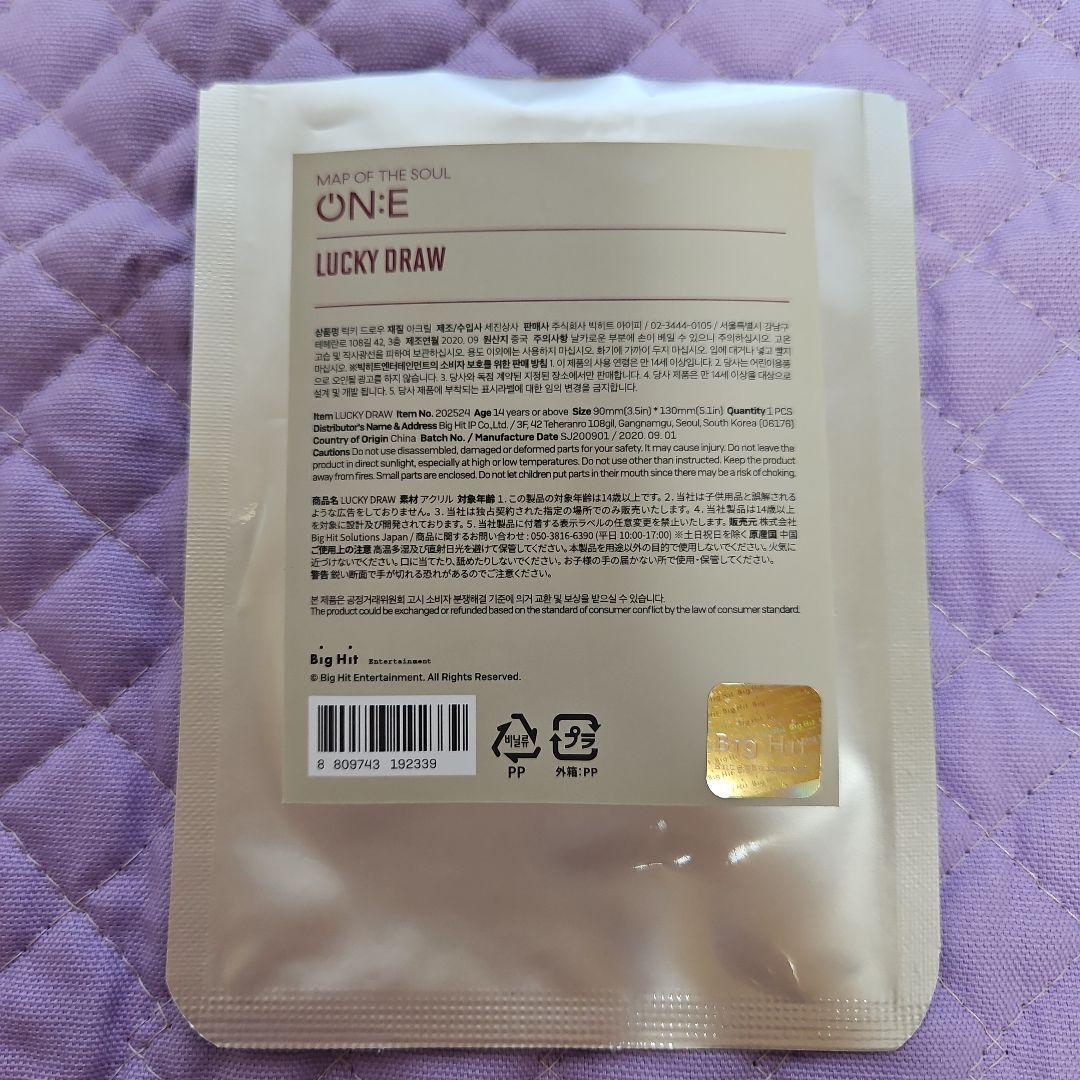 MAP OF THE SOUL
ON:E
LUCKY DRAW
상품명 럭키 드로우 재질 아크릴 제조/수입사 세진상사 판매사 주식회사 빅히트 아이피 / 02-3444-0105 / 서울특별시 강남구
테헤란로 108길 42, 3층 제조연월 2020. 09 원산지 중국 주의사항 날카로운 부분에 손이 베일 수 있으니 주의하십시오. 고온
고습 및 직사광선을 피하여 보관하십시오. 용도 이외에는 사용하지 마십시오. 화기에 가까이 두지 마십시오. 입에 대거나 넣고 빨지
마십시오. ※빅히트엔터테인먼트의 소비자 보호를 위한 판매 방침 1. 이 제품의 사용 연령은 만 14세 이상입니다. 2. 당사는 어린이용품
으로 오인될 광고를 하지 않습니다. 3. 당사와 독점 계약된 지정된 장소에서만 판매합니다. 4. 당사 제품은 만 14세 이상을 대상으로
설계 및 개발 됩니다. 5. 당사 제품에 부착되는 표시라벨에 대한 임의 변경을 금지합니다.
Item LUCKY DRAW Item No. 202524 Age 14 years or above Size 90mm(3.5in) * 130mm(5.1in) Quantity 1 PCS
Distributor's Name & Address Big Hit IP Co.,Ltd. / 3F, 42 Teheranro 108gil, Gangnamgu, Seoul, South Korea (06176)
Country of Origin China Batch No. / Manufacture Date SJ200901 / 2020. 09. 01
Cautions Do not use disassembled, damaged or deformed parts for your safety. It may cause injury. Do not leave the
product in direct sunlight, especially at high or low temperatures. Do not use other than instructed. Keep the product
away from fires. Small parts are enclosed. Do not let children put parts in their mouth since there may be a risk of choking.
商品名 LUCKY DRAW 素材 アクリル 対象年齢 1. この製品の対象年齢は14歳以上です。2. 当社は子供用品と誤解される
ような広告をしておりません。3. 当社は独占契約された指定の場所でのみ販売いたします。4. 当社製品は14歳以上
を対象に設計及び開発されております。5. 当社製品に付着する表示ラベルの任意変更を禁止いたします。販売元 株式会社
Big Hit Solutions Japan / 商品に関するお問い合わせ : 050-3816-6390 (平日 10:00-17:00) ※土日祝日を除く 原産国 中国
ご使用上の注意 高温多湿及び直射日光を避けて保管してください。本製品を用途以外の目的で使用しないでください。火気に
近づけないでください。口に当てたり、舐めたりしないでください。お子様の手の届かない所で使用・保管してください。
警告 鋭い断面で手が切れる恐れがあるのでご注意ください。
본 제품은 공정거래위원회 고시 소비자 분쟁해결 기준에 의거 교환 및 보상을 받으실 수 있습니다.
The product could be exchanged or refunded based on the standard of consumer conflict by the law of consumer standard.
Big Hit Entertainment
© Big Hit Entertainment. All Rights Reserved.
8 809743 192339
비닐류
PP
プラ
外箱:PP
Big Hit